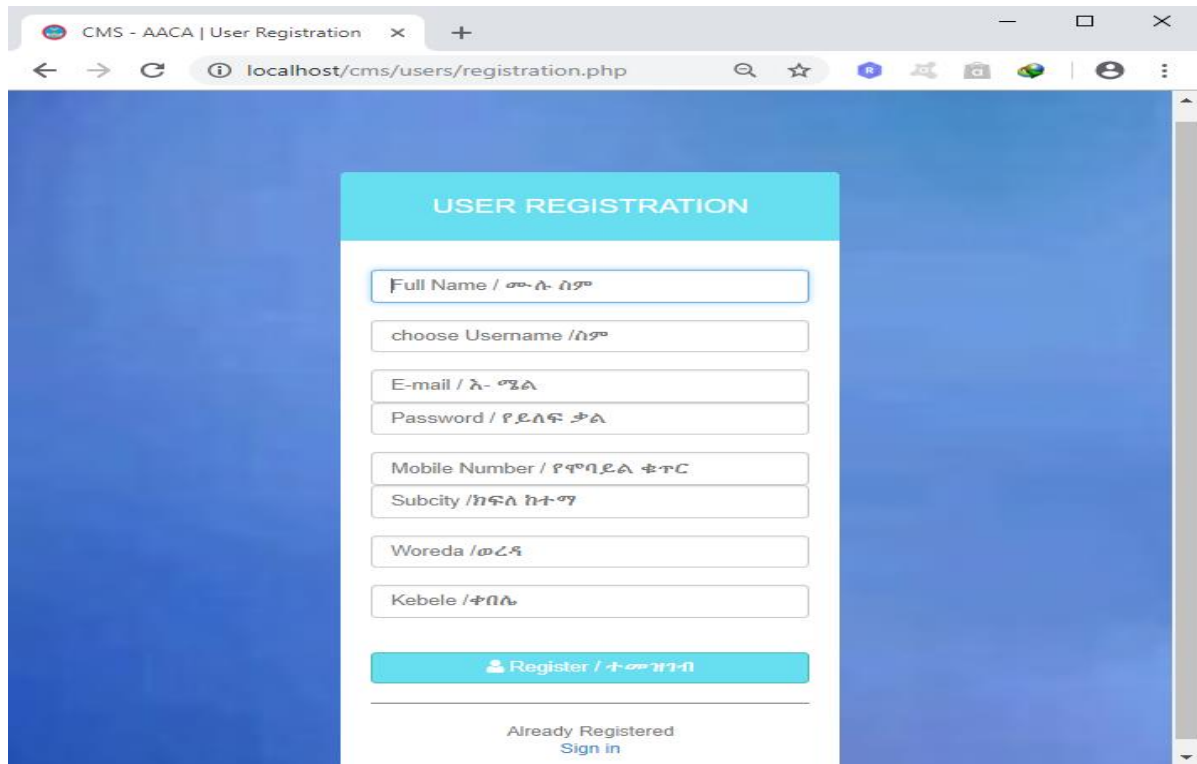 CMS - AACA | User Registration
localhost/cms/users/registration.php
USER REGISTRATION
Full Name / ሙሉ ስም
choose Username /ስም
E-mail / እ- ሜል
Password / የይለፍ ቃል
Mobile Number / የሞባይል ቁጥር
Subcity /ክፍለ ከተማ
Woreda /ወረዳ
Kebele /ቀበሌ
Register / ተመዝገብ
Already Registered
Sign in